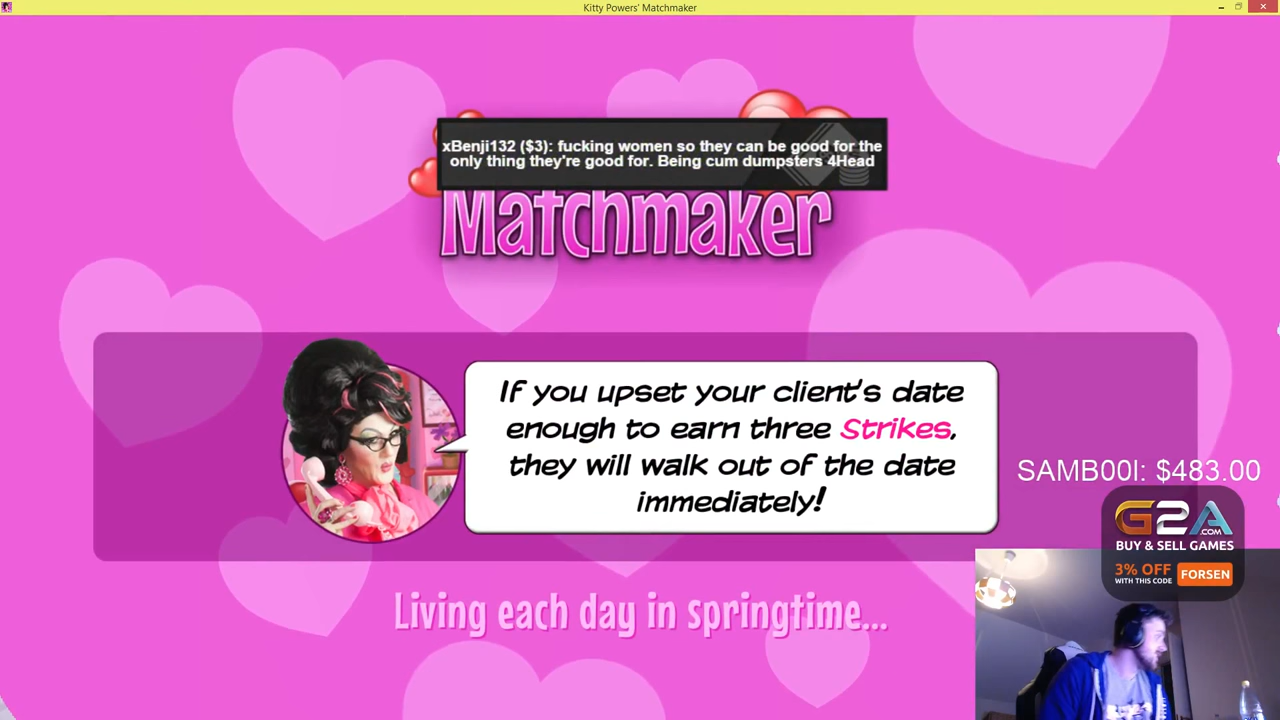 Kitty Powers' Matchmaker
xBenji132 ($3): fucking women so they can be good for the
only thing they're good for. Being cum dumpsters 4Head
Matchmaker
If you upset your client's date
enough to earn three Strikes,
they will walk out of the date
immediately!
SAMB00I: $483.00
G2A
.COM
BUY & SELL GAMES
3% OFF
WITH THIS CODE
FORSEN
Living each day in springtime...